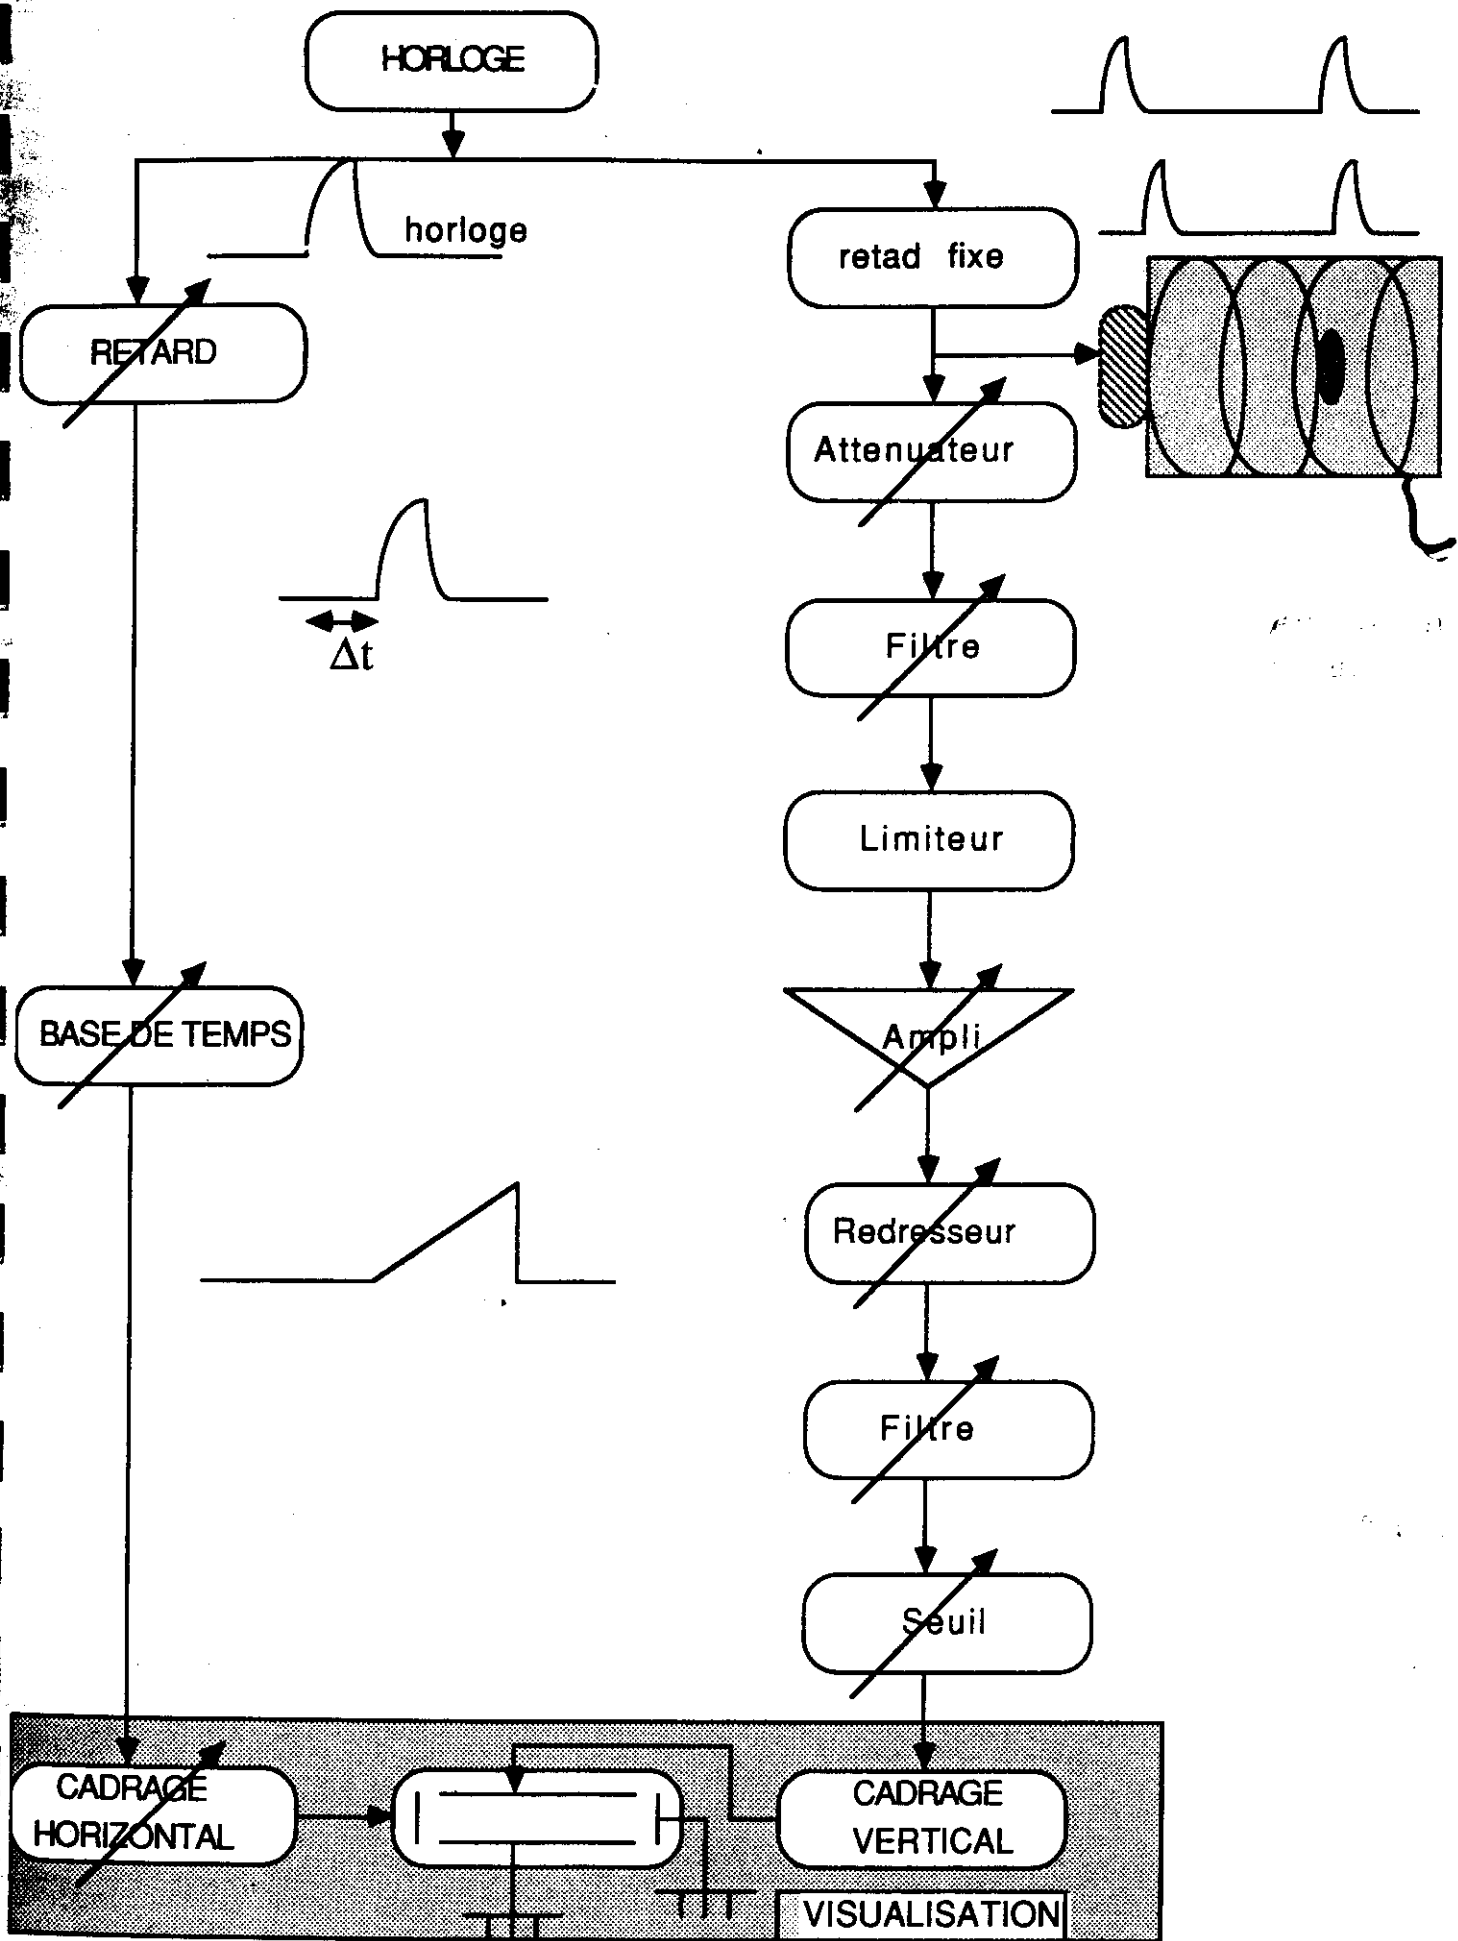 HORLOGE
horloge
retad fixe
RETARD
Attenuateur
Δt
Filtre
Limiteur
BASE DE TEMPS
Ampli
Redresseur
Filtre
Seuil
CADRAGE
HORIZONTAL
CADRAGE
VERTICAL
VISUALISATION